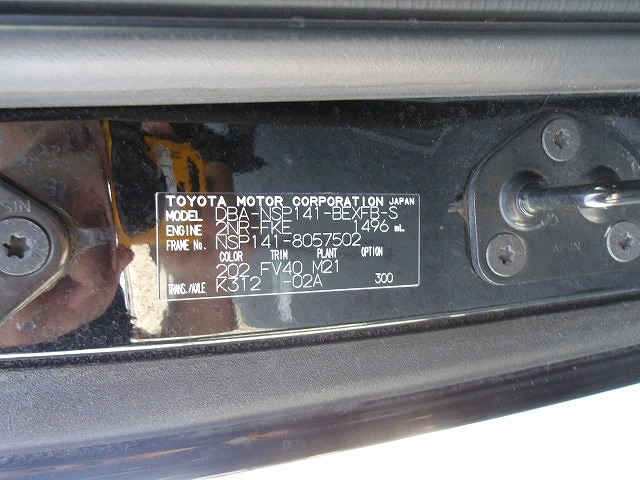 TOYOTA MOTOR CORPORATION JAPAN
MODEL DBA-NSP141-BEXFB-S
ENGINE 2NR-FKE 1496 mL
FRAME No. NSP141-8057502
COLOR TRIM PLANT OPTION
202 FV40 M21
TRANS./AXLE K312 -02A 300
AISIN